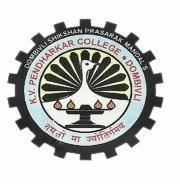 DOMBIVLI SHIKSHAN PRASARAK MANDAL'S
K.V. PENDHARKAR COLLEGE • DOMBIVLI
तमसो मा ज्योतिर्गमय